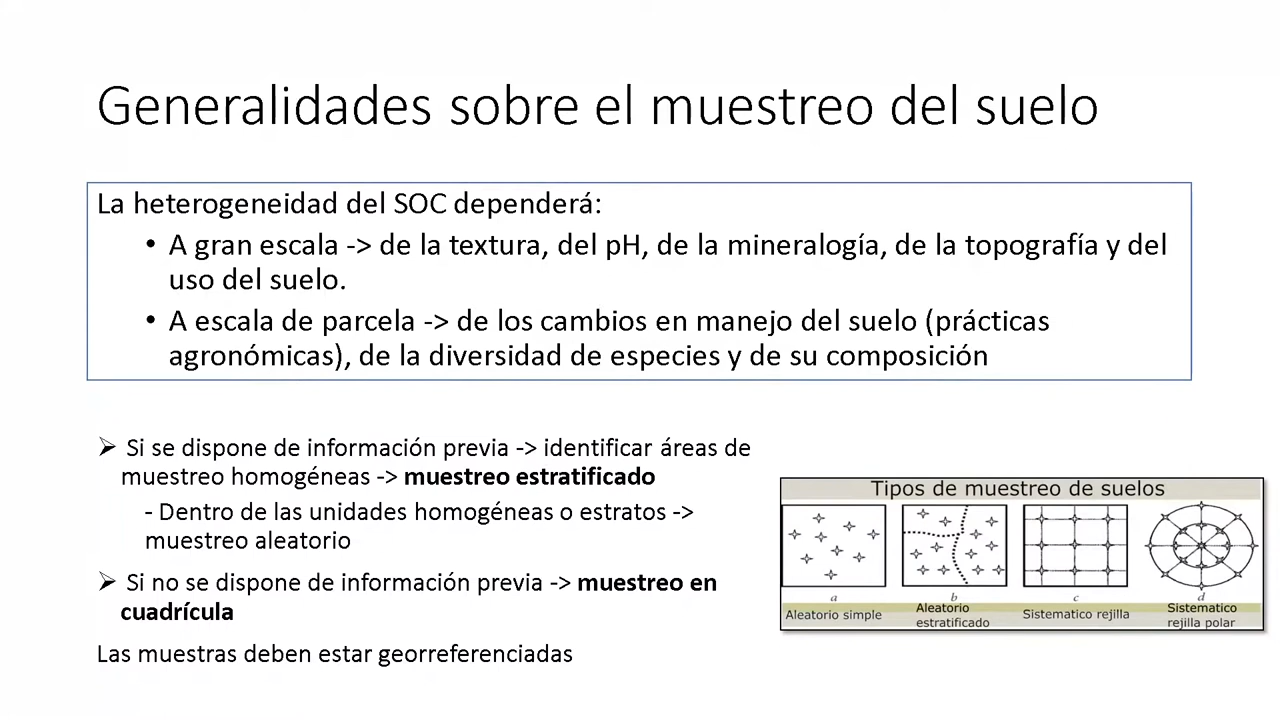 Generalidades sobre el muestreo del suelo
La heterogeneidad del SOC dependerá:
• A gran escala -> de la textura, del pH, de la mineralogía, de la topografía y del
uso del suelo.
• A escala de parcela -> de los cambios en manejo del suelo (prácticas
agronómicas), de la diversidad de especies y de su composición
➢ Si se dispone de información previa -> identificar áreas de
muestreo homogéneas -> muestreo estratificado
- Dentro de las unidades homogéneas o estratos ->
muestreo aleatorio
➢ Si no se dispone de información previa -> muestreo en
cuadrícula
Las muestras deben estar georreferenciadas
Tipos de muestreo de suelos
a
Aleatorio simple
b
Aleatorio
estratificado
c
Sistematico rejilla
d
Sistematico
rejilla polar